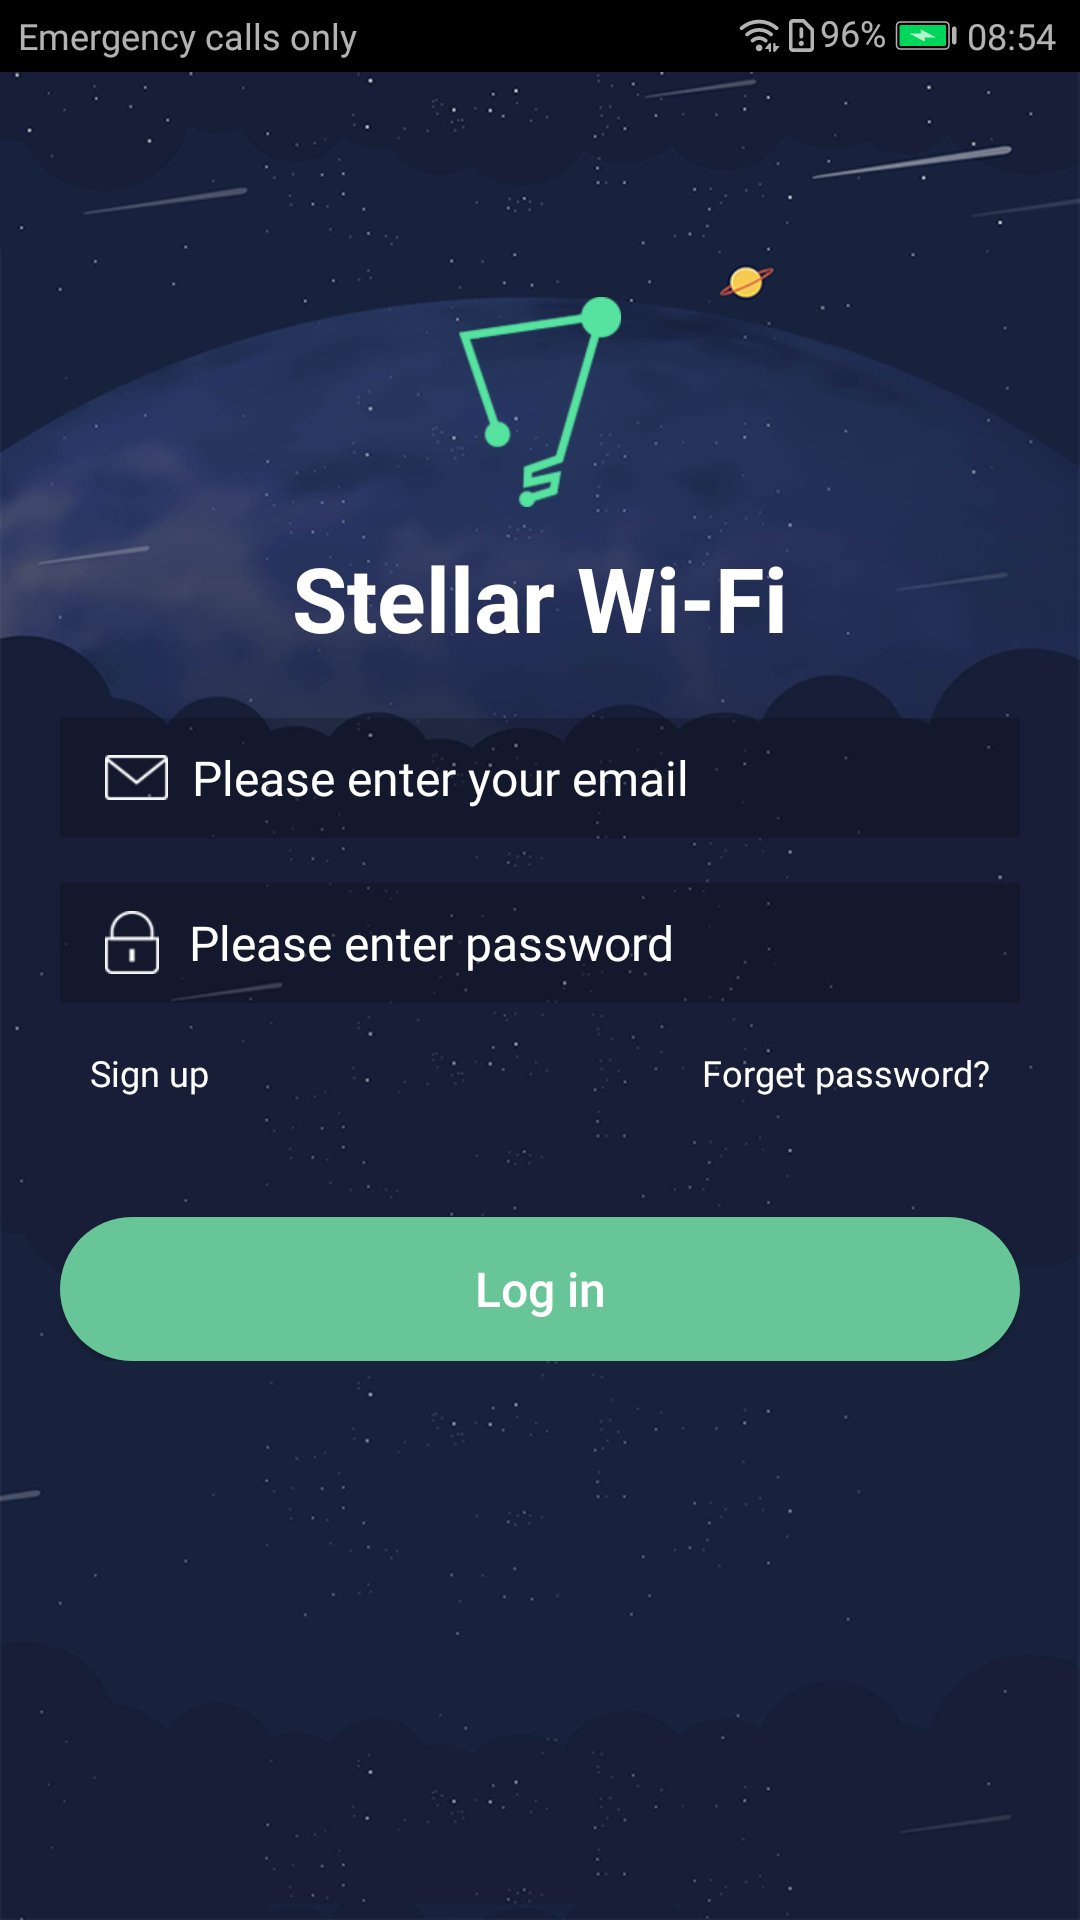 Emergency calls only 96% 08:54
Stellar Wi-Fi
Please enter your email
Please enter password
Sign up Forget password?
Log in